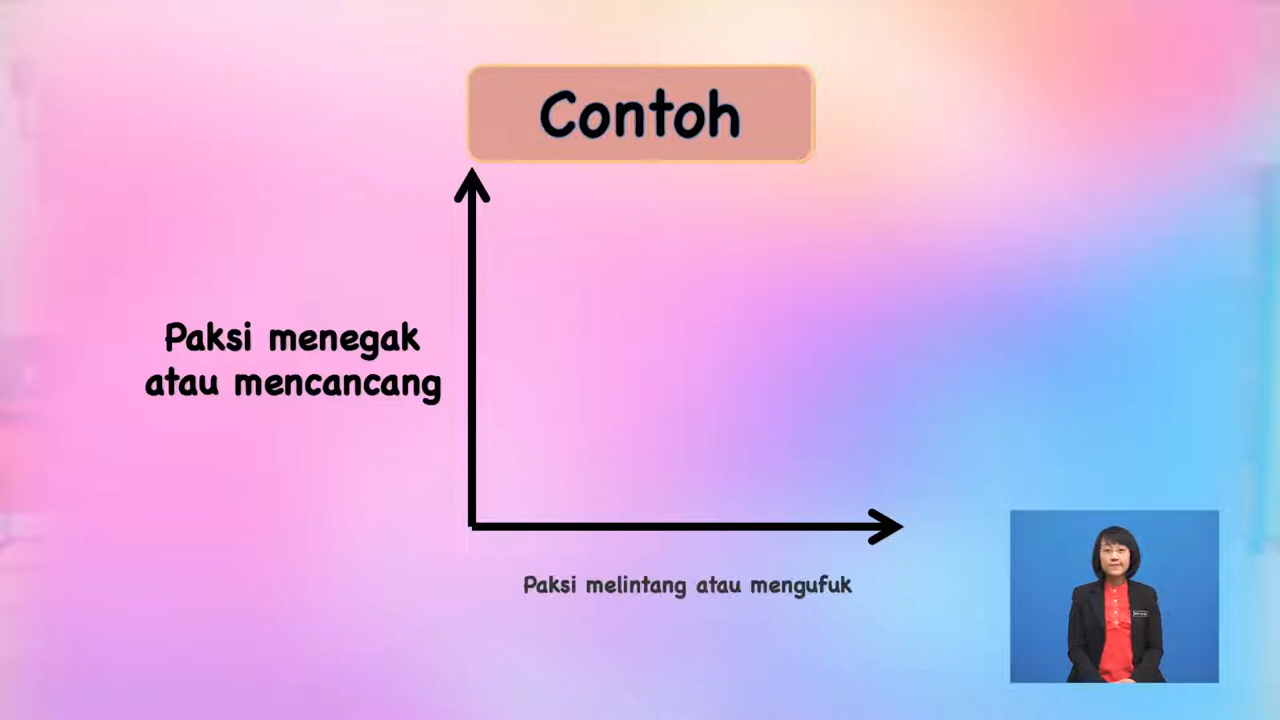 Contoh
Paksi menegak
atau mencancang
Paksi melintang atau mengufuk